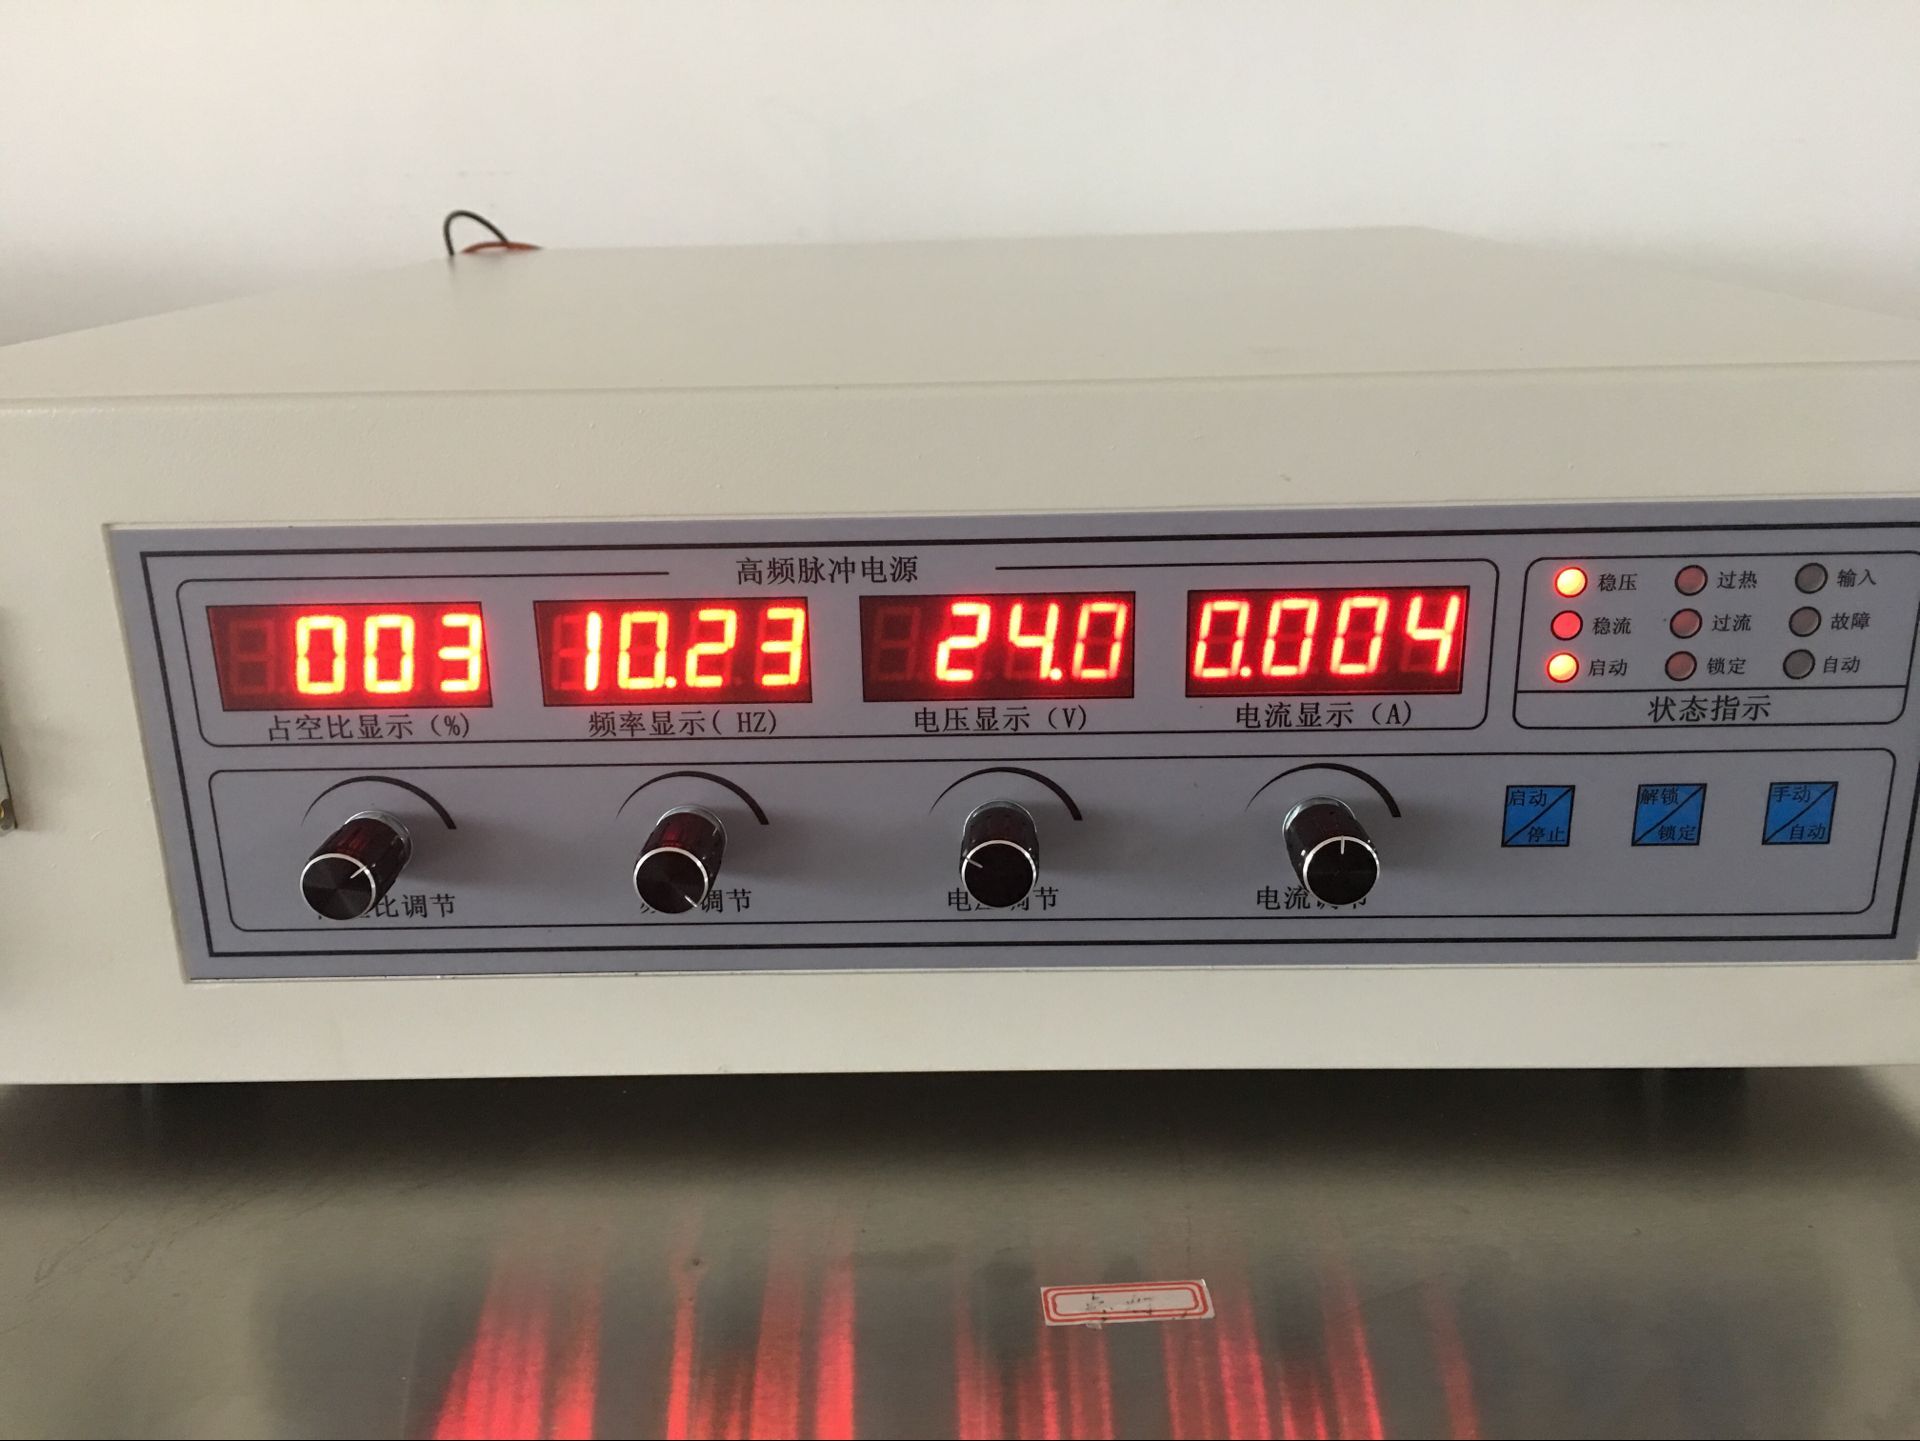 高频脉冲电源
003 10.23 24.0 0.004
占空比显示（%） 频率显示( HZ) 电压显示（V） 电流显示（A）
稳压 过热 输入
稳流 过流 故障
启动 锁定 自动
状态指示
启动 解锁 手动
停止 锁定 自动
比调节 调节 电 调节 电流调节